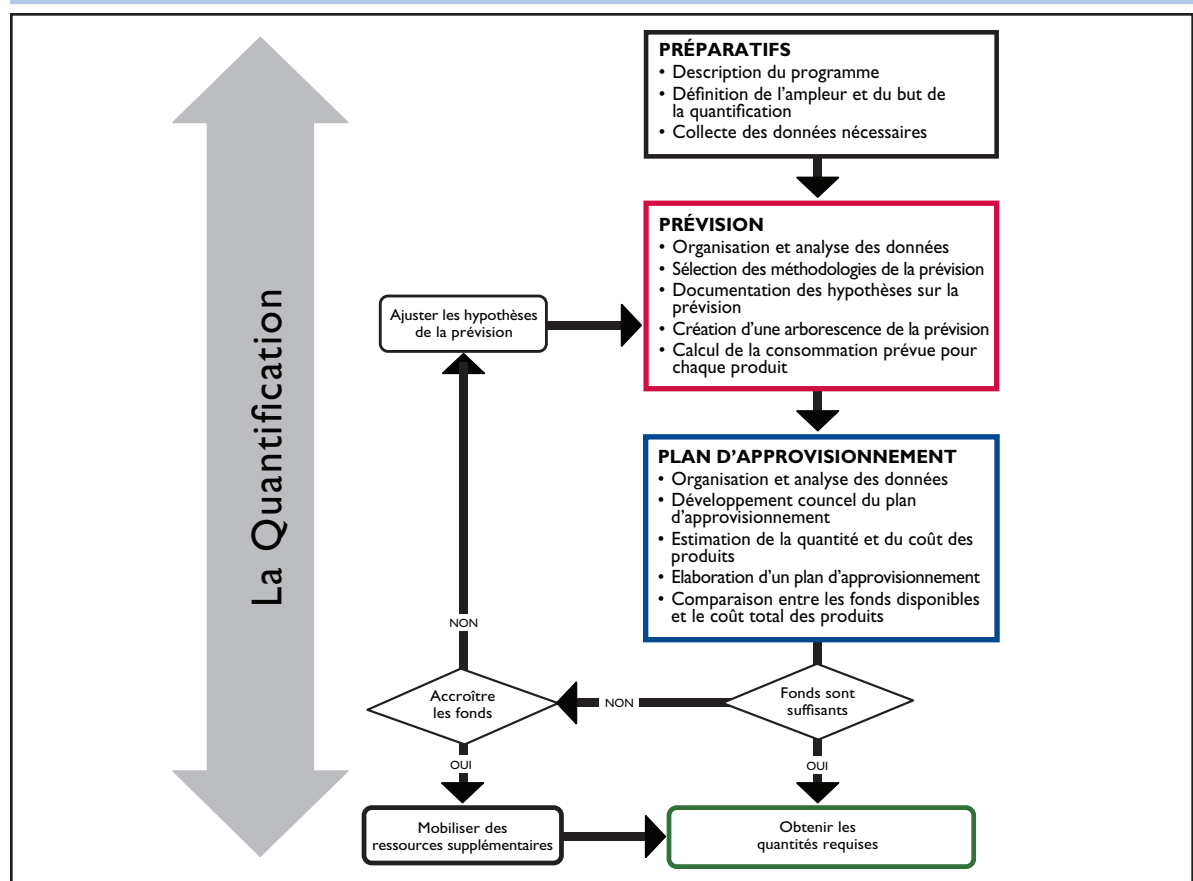 La Quantification
PRÉPARATIFS
• Description du programme
• Définition de l'ampleur et du but de
la quantification
• Collecte des données nécessaires
PRÉVISION
• Organisation et analyse des données
• Sélection des méthodologies de la prévision
• Documentation des hypothèses sur la
prévision
• Création d'une arborescence de la prévision
• Calcul de la consommation prévue pour
chaque produit
Ajuster les hypothèses
de la prévision
PLAN D'APPROVISIONNEMENT
• Organisation et analyse des données
• Développement councel du plan
d'approvisionnement
• Estimation de la quantité et du coût des
produits
• Elaboration d'un plan d'approvisionnement
• Comparaison entre les fonds disponibles
et le coût total des produits
NON
Accroître
les fonds
NON
Fonds sont
suffisants
OUI
OUI
Mobiliser des
ressources supplémentaires
Obtenir les
quantités requises